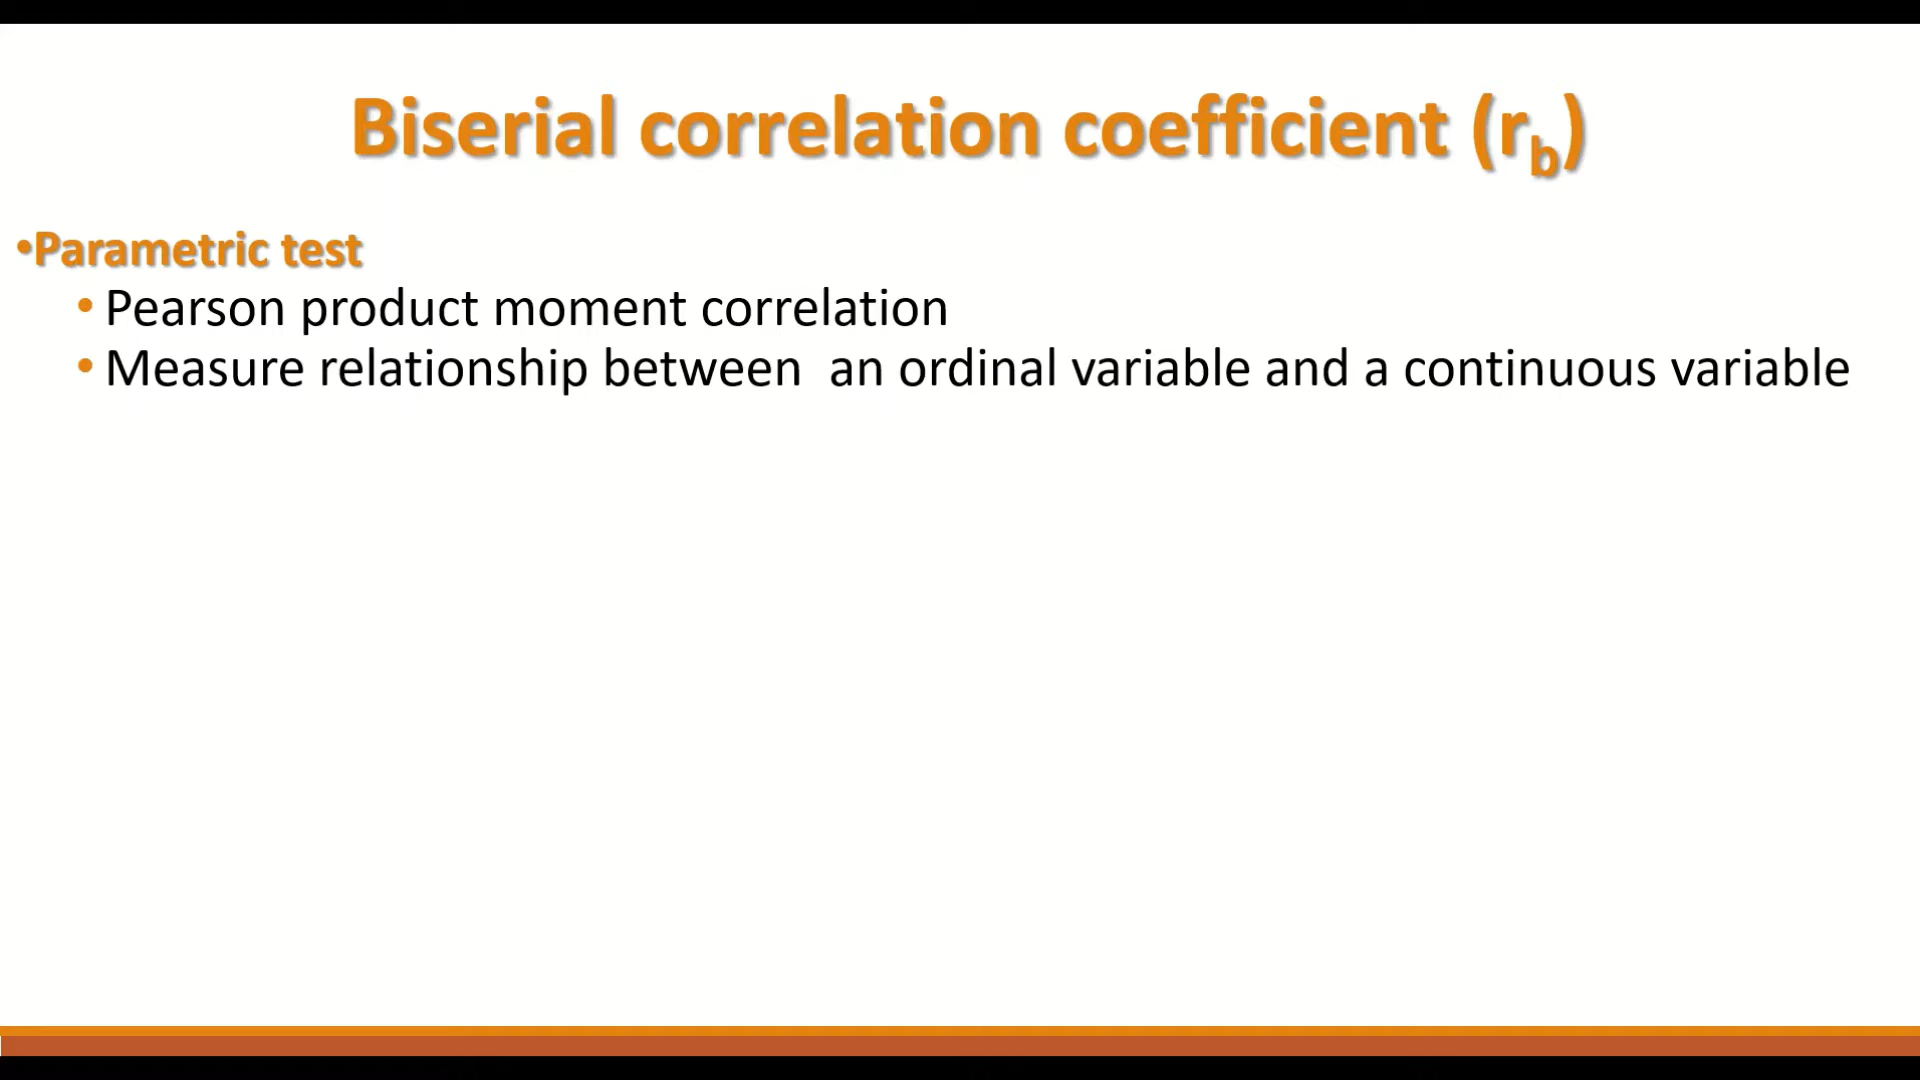 Biserial correlation coefficient (rb)
•Parametric test
• Pearson product moment correlation
• Measure relationship between  an ordinal variable and a continuous variable